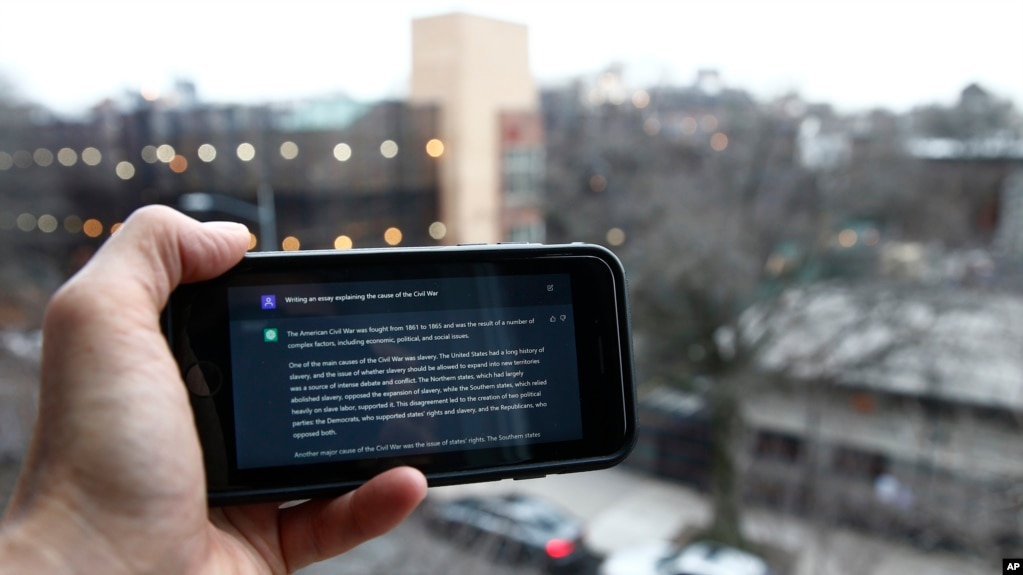 Writing an essay explaining the cause of the Civil War
The American Civil War was fought from 1861 to 1865 and was the result of a number of
complex factors, including economic, political, and social issues.
One of the main causes of the Civil War was slavery. The United States had a long history of
slavery, and the issue of whether slavery should be allowed to expand into new territories
was a source of intense debate and conflict. The Northern states, which had largely
abolished slavery, opposed the expansion of slavery, while the Southern states, which relied
heavily on slave labor, supported it. This disagreement led to the creation of two political
parties: the Democrats, who supported states' rights and slavery, and the Republicans, who
opposed both.
Another major cause of the Civil War was the issue of states' rights. The Southern states
AP